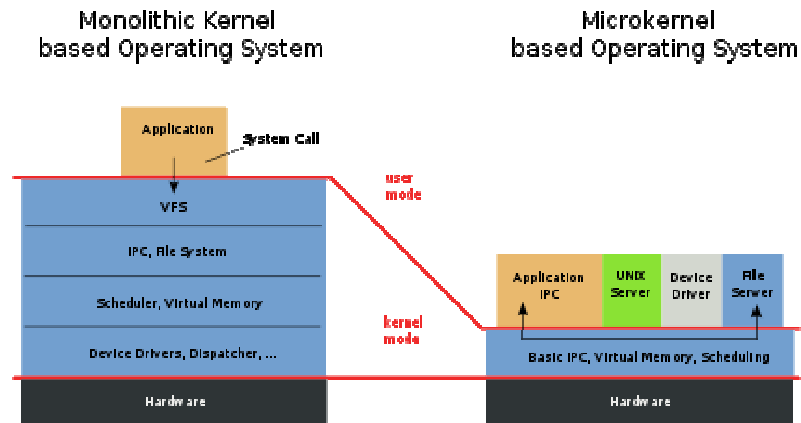 Monolithic Kernel
based Operating System
Microkernel
based Operating System
Application
System Call
user
mode
VFS
IPC, File System
Scheduler, Virtual Memory
kernel
mode
Device Drivers, Dispatcher, ...
Hardware
Application
IPC
UNIX
Server
Device
Driver
File
Server
Basic IPC, Virtual Memory, Scheduling
Hardware